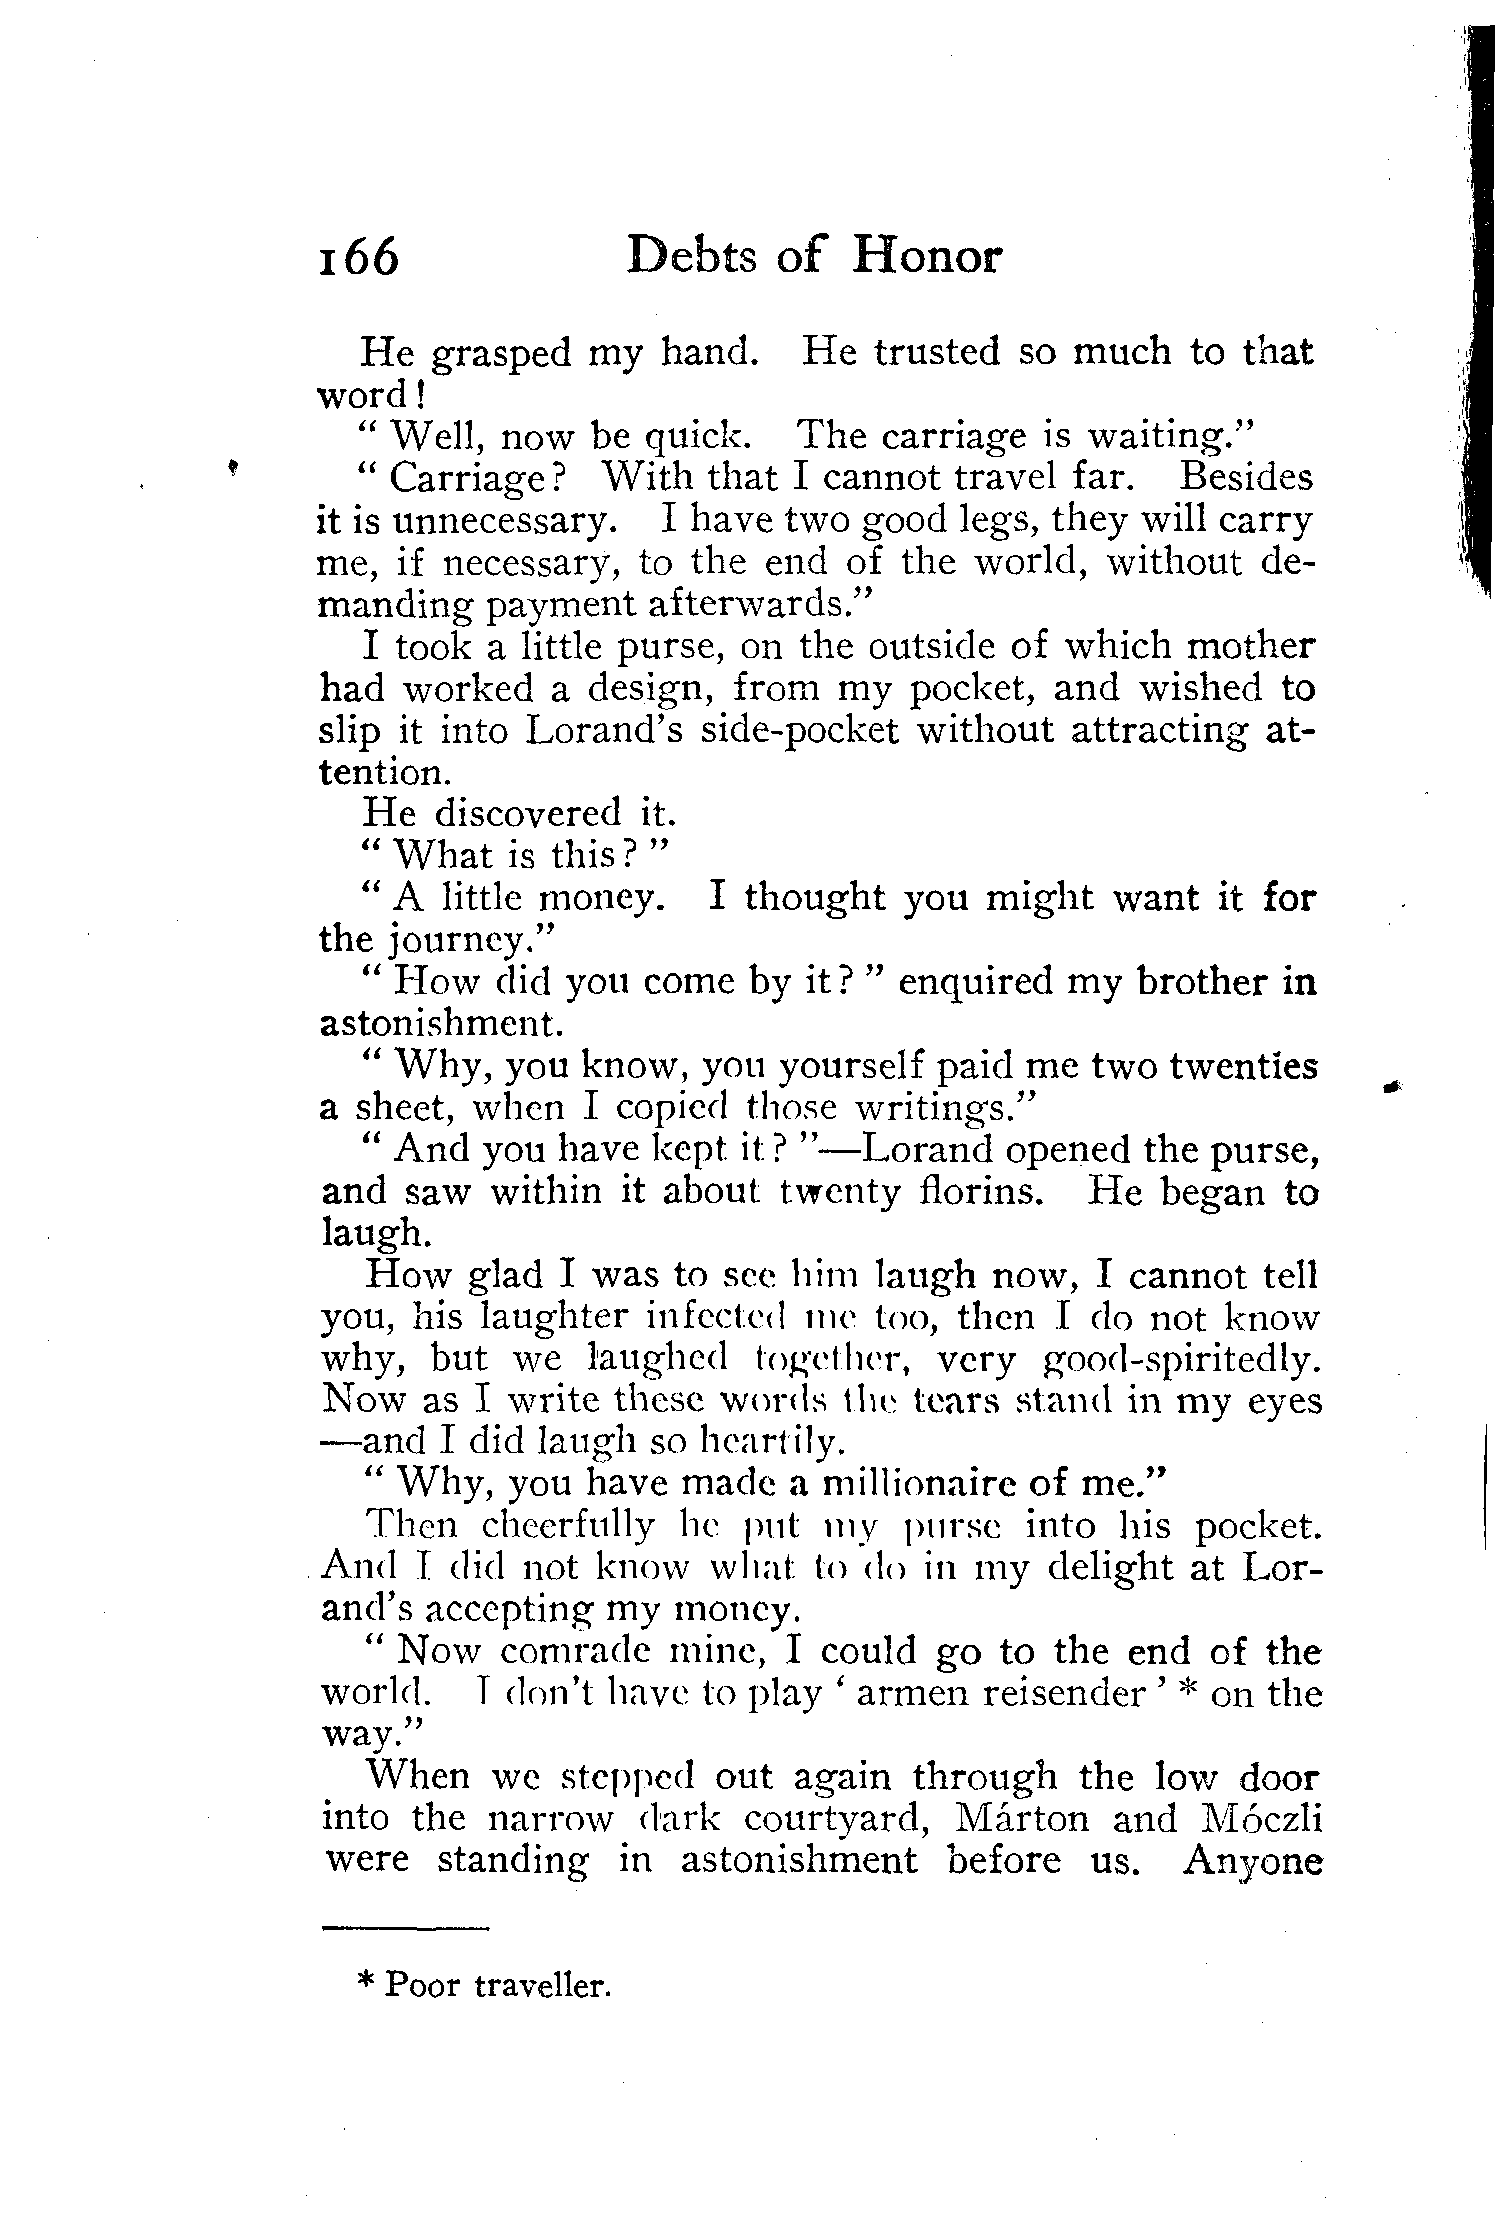 166 Debts of Honor
He grasped my hand. He trusted so much to that
word!
" Well, now be quick. The carriage is waiting."
" Carriage? With that I cannot travel far. Besides
it is unnecessary. I have two good legs, they will carry
me, if necessary, to the end of the world, without de-
manding payment afterwards."
I took a little purse, on the outside of which mother
had worked a design, from my pocket, and wished to
slip it into Lorand's side-pocket without attracting at-
tention.
He discovered it.
" What is this? "
" A little money. I thought you might want it for
the journey."
" How did you come by it? " enquired my brother in
astonishment.
" Why, you know, you yourself paid me two twenties
a sheet, when I copied those writings."
" And you have kept it? "—Lorand opened the purse,
and saw within it about twenty florins. He began to
laugh.
How glad I was to see him laugh now, I cannot tell
you, his laughter infected me too, then I do not know
why, but we laughed together, very good-spiritedly.
Now as I write these words the tears stand in my eyes
—and I did laugh so heartily.
" Why, you have made a millionaire of me."
Then cheerfully he put my purse into his pocket.
And I did not know what to do in my delight at Lor-
and's accepting my money.
" Now comrade mine, I could go to the end of the
world. I don't have to play ' armen reisender ' * on the
way."
When we stepped out again through the low door
into the narrow dark courtyard, Márton and Móczli
were standing in astonishment before us. Anyone
* Poor traveller.